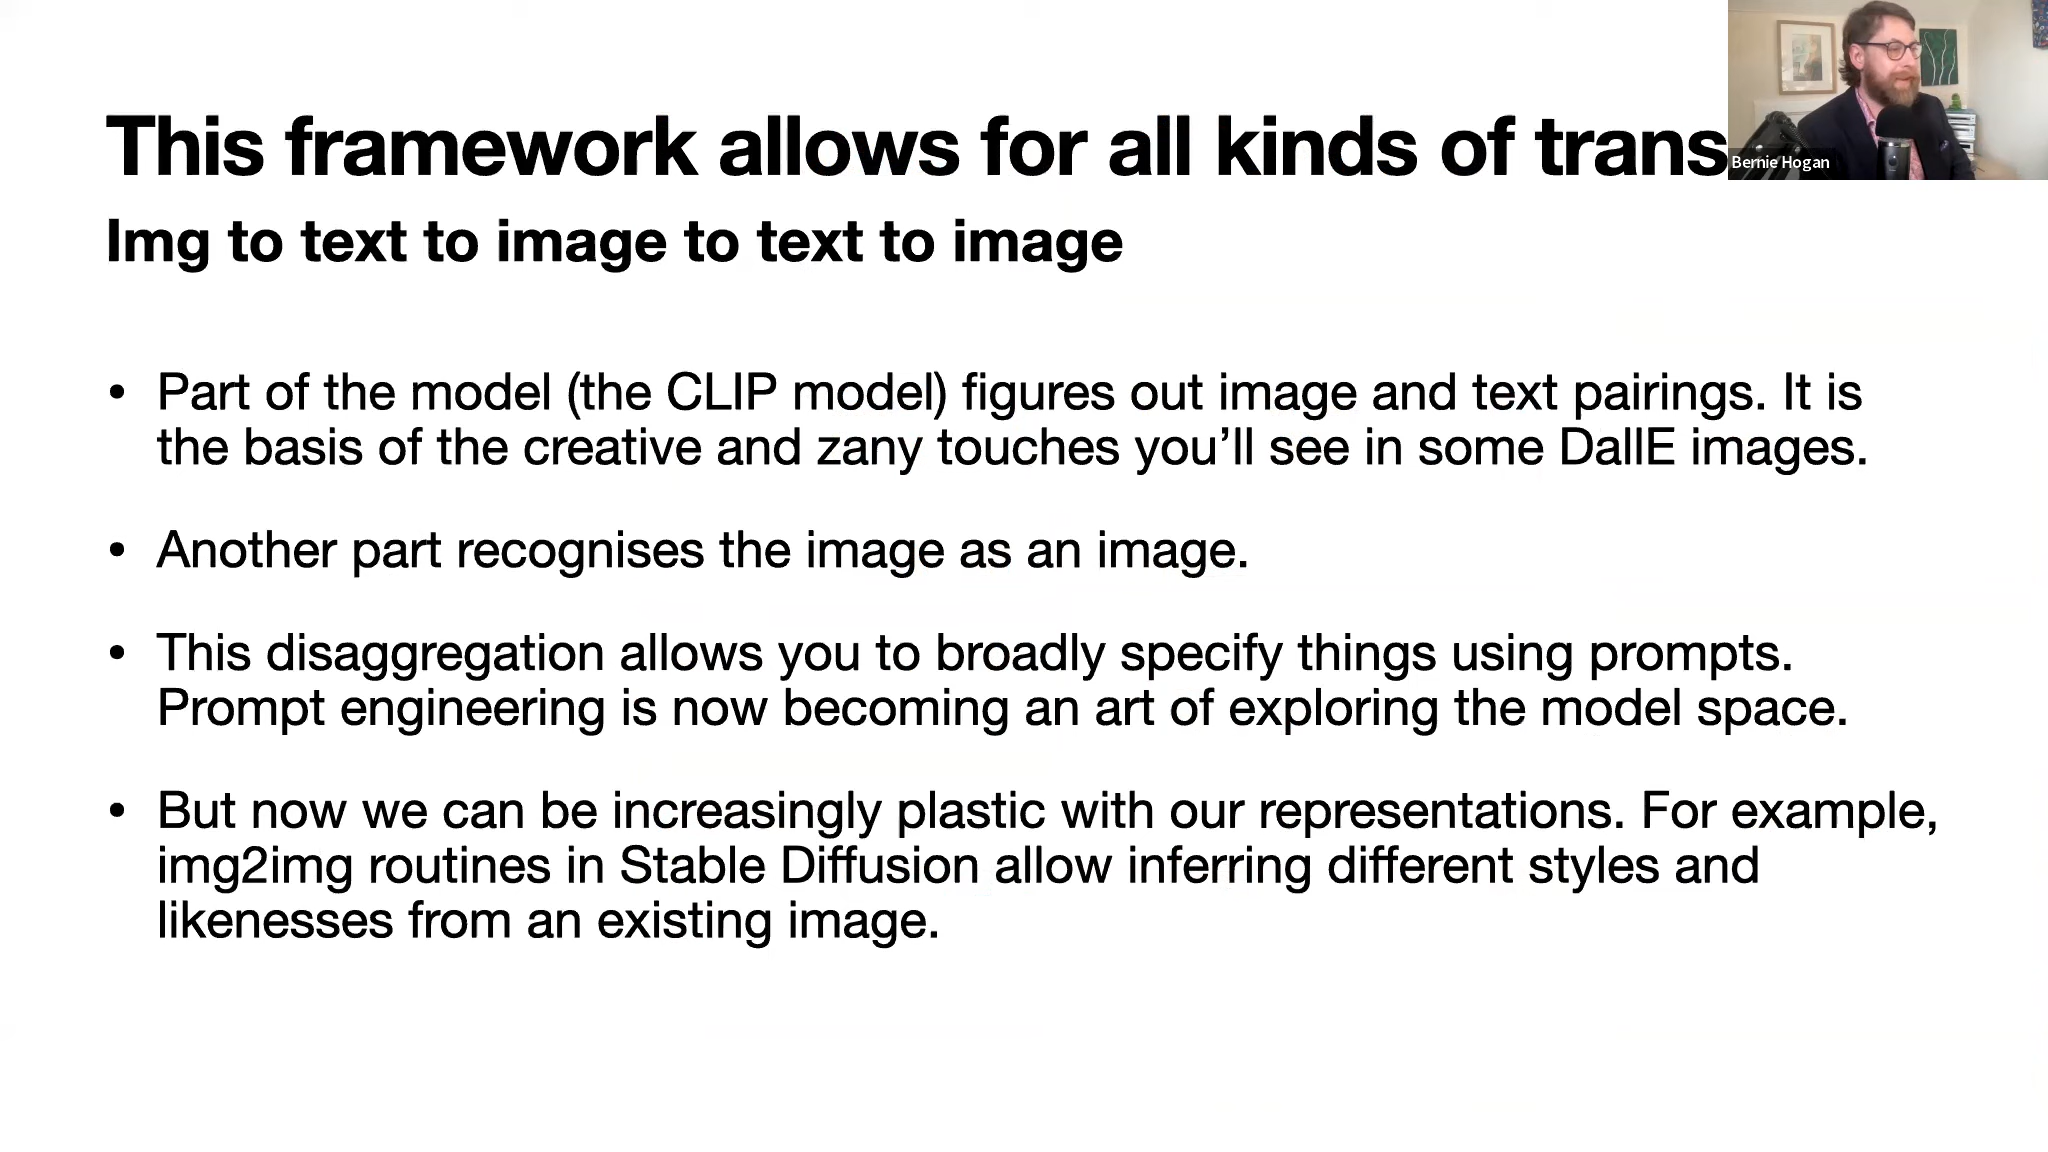 This framework allows for all kinds of trans
Bernie Hogan
Img to text to image to text to image
• Part of the model (the CLIP model) figures out image and text pairings. It is
the basis of the creative and zany touches you’ll see in some DallE images.
• Another part recognises the image as an image.
• This disaggregation allows you to broadly specify things using prompts.
Prompt engineering is now becoming an art of exploring the model space.
• But now we can be increasingly plastic with our representations. For example,
img2img routines in Stable Diffusion allow inferring different styles and
likenesses from an existing image.